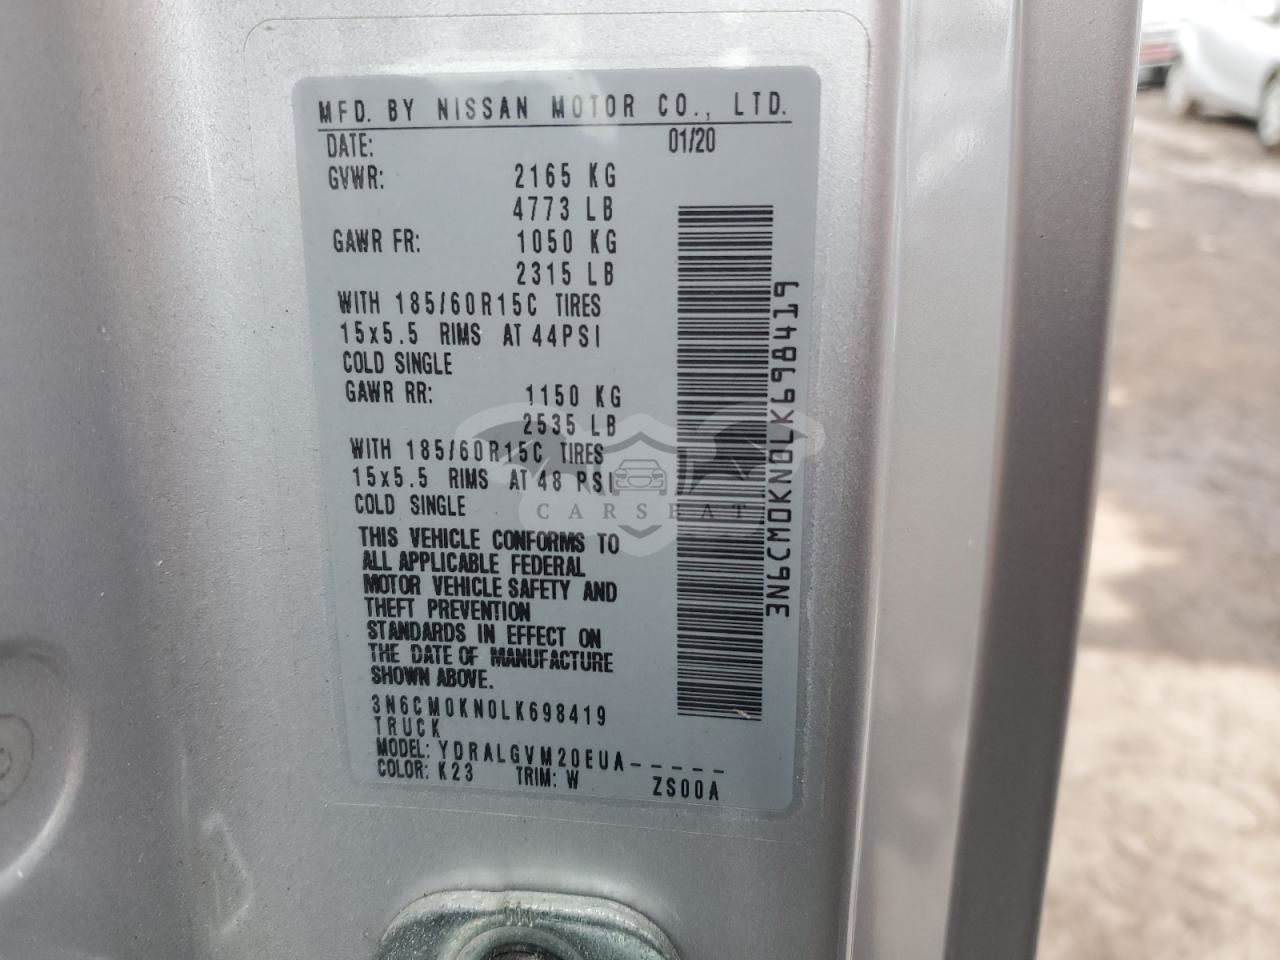 MFD. BY NISSAN MOTOR CO., LTD.
DATE: 01/20
GVWR: 2165 KG
4773 LB
GAWR FR: 1050 KG
2315 LB
WITH 185/60R15C TIRES
15x5.5 RIMS AT 44PSI
COLD SINGLE
GAWR RR: 1150 KG
2535 LB
WITH 185/60R15C TIRES
15x5.5 RIMS AT 48 PSI
COLD SINGLE
THIS VEHICLE CONFORMS TO
ALL APPLICABLE FEDERAL
MOTOR VEHICLE SAFETY AND
THEFT PREVENTION
STANDARDS IN EFFECT ON
THE DATE OF MANUFACTURE
SHOWN ABOVE.
3N6CM0KN0LK698419
TRUCK
MODEL: YDRALGVM20EUA-----
COLOR: K23 TRIM: W ZS00A
3N6CM0KN0LK698419
CARSEAT